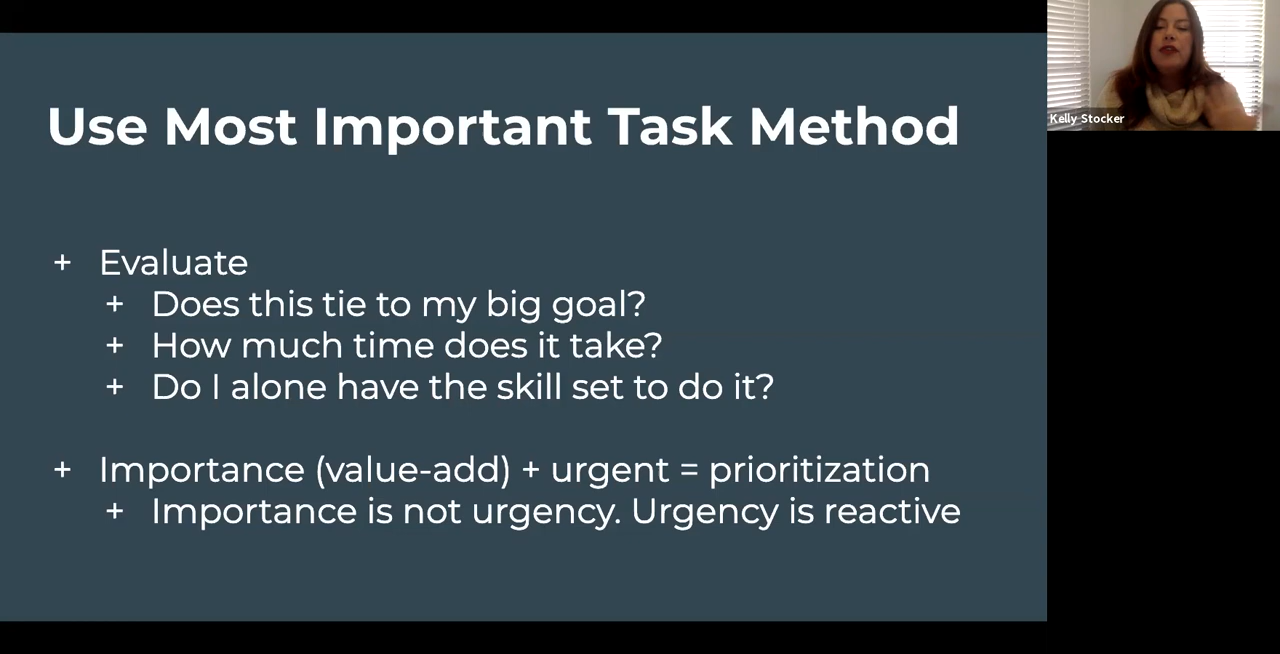 Use Most Important Task Method
+ Evaluate
+ Does this tie to my big goal?
+ How much time does it take?
+ Do I alone have the skill set to do it?
+ Importance (value-add) + urgent = prioritization
+ Importance is not urgency. Urgency is reactive
Kelly Stocker